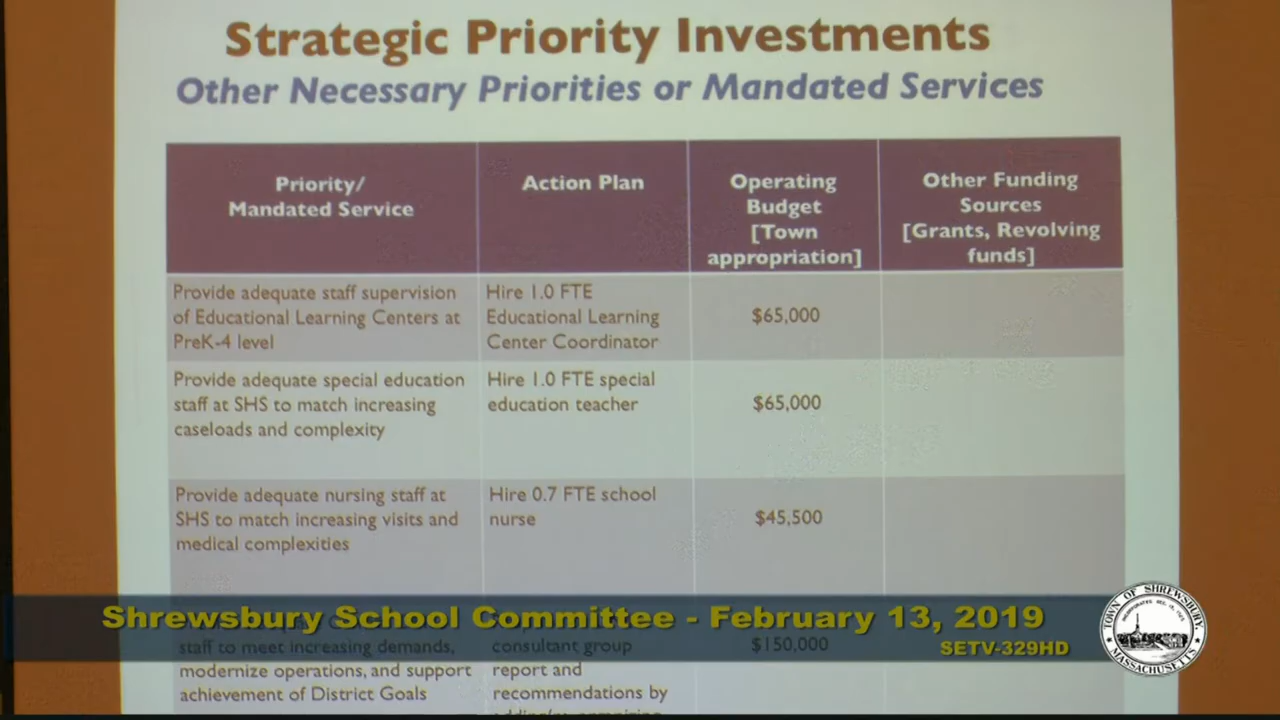 Strategic Priority Investments
Other Necessary Priorities or Mandated Services
Priority/
Mandated Service
Action Plan
Operating
Budget
[Town
appropriation]
Other Funding
Sources
[Grants, Revolving
funds]
Provide adequate staff supervision
of Educational Learning Centers at
PreK-4 level
Hire 1.0 FTE
Educational Learning
Center Coordinator
$65,000
Provide adequate special education
staff at SHS to match increasing
caseloads and complexity
Hire 1.0 FTE special
education teacher
$65,000
Provide adequate nursing staff at
SHS to match increasing visits and
medical complexities
Hire 0.7 FTE school
nurse
$45,500
staff to meet increasing demands,
modernize operations, and support
achievement of District Goals
consultant group
report and
recommendations by
$150,000
Shrewsbury School Committee - February 13, 2019
SETV-329HD
TOWN OF SHREWSBURY
MASSACHUSETTS